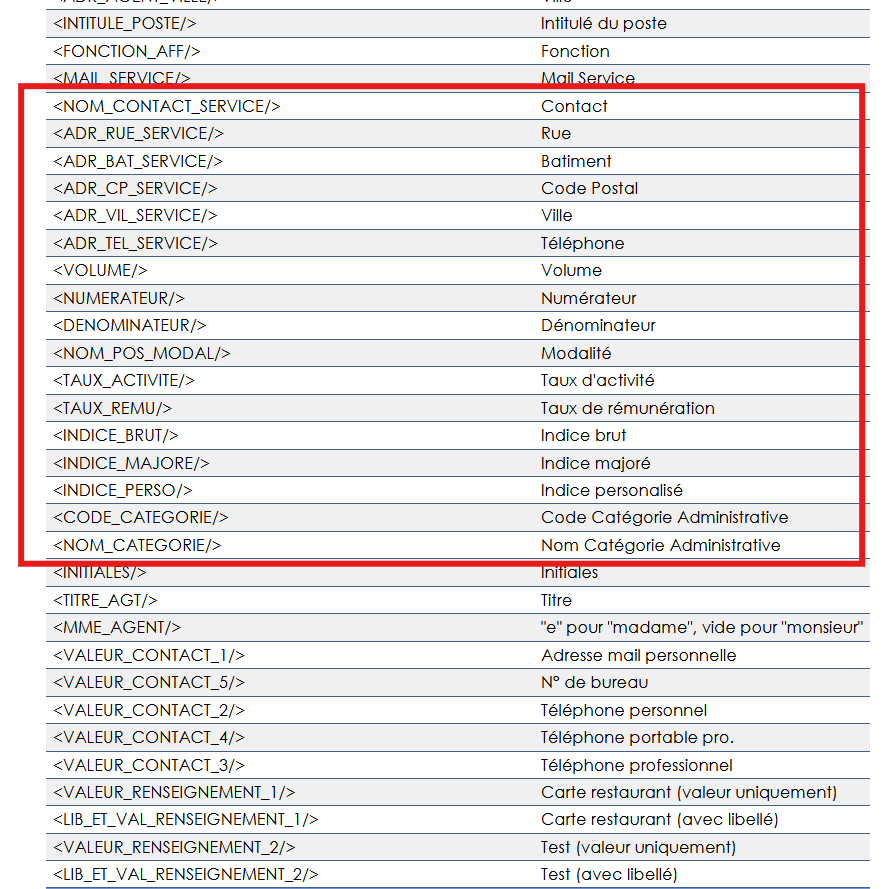 <ADR_AGENT_VILLE/> Ville
<INTITULE_POSTE/> Intitulé du poste
<FONCTION_AFF/> Fonction
<MAIL_SERVICE/> Mail Service
<NOM_CONTACT_SERVICE/> Contact
<ADR_RUE_SERVICE/> Rue
<ADR_BAT_SERVICE/> Batiment
<ADR_CP_SERVICE/> Code Postal
<ADR_VIL_SERVICE/> Ville
<ADR_TEL_SERVICE/> Téléphone
<VOLUME/> Volume
<NUMERATEUR/> Numérateur
<DENOMINATEUR/> Dénominateur
<NOM_POS_MODAL/> Modalité
<TAUX_ACTIVITE/> Taux d'activité
<TAUX_REMU/> Taux de rémunération
<INDICE_BRUT/> Indice brut
<INDICE_MAJORE/> Indice majoré
<INDICE_PERSO/> Indice personalisé
<CODE_CATEGORIE/> Code Catégorie Administrative
<NOM_CATEGORIE/> Nom Catégorie Administrative
<INITIALES/> Initiales
<TITRE_AGT/> Titre
<MME_AGENT/> "e" pour "madame", vide pour "monsieur"
<VALEUR_CONTACT_1/> Adresse mail personnelle
<VALEUR_CONTACT_5/> N° de bureau
<VALEUR_CONTACT_2/> Téléphone personnel
<VALEUR_CONTACT_4/> Téléphone portable pro.
<VALEUR_CONTACT_3/> Téléphone professionnel
<VALEUR_RENSEIGNEMENT_1/> Carte restaurant (valeur uniquement)
<LIB_ET_VAL_RENSEIGNEMENT_1/> Carte restaurant (avec libellé)
<VALEUR_RENSEIGNEMENT_2/> Test (valeur uniquement)
<LIB_ET_VAL_RENSEIGNEMENT_2/> Test (avec libellé)